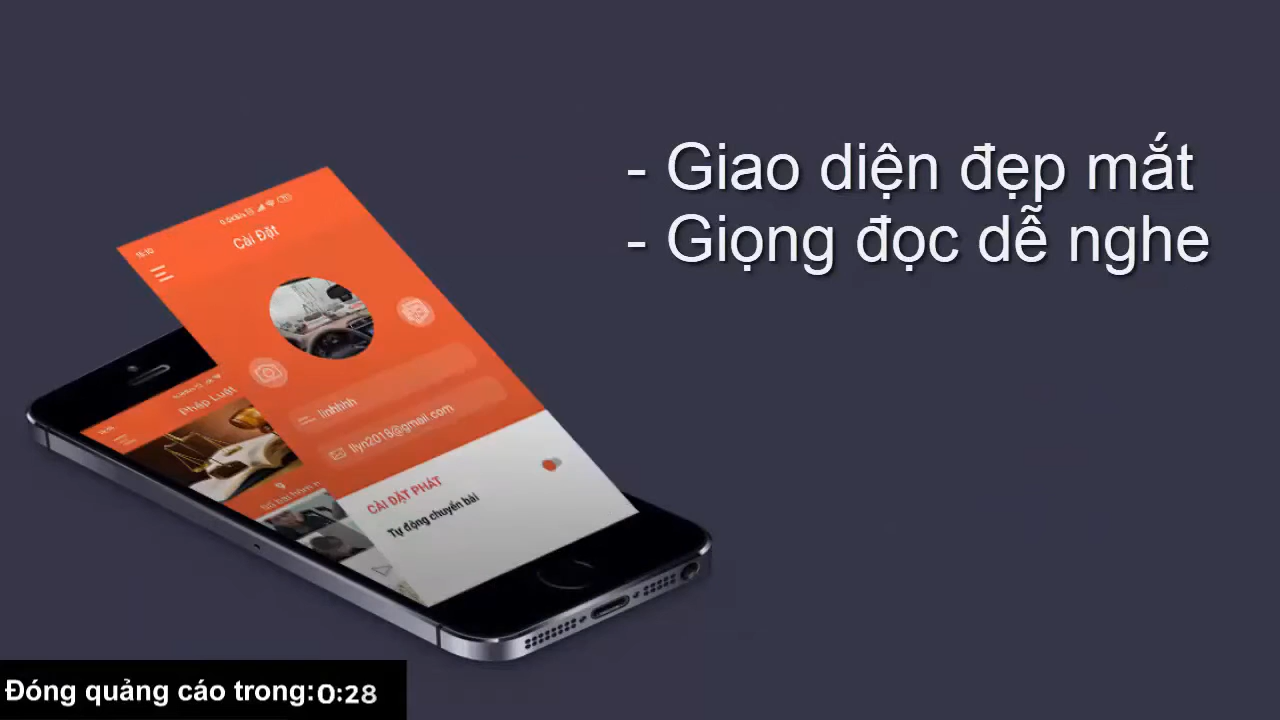 - Giao diện đẹp mắt
- Giọng đọc dễ nghe
Cài Đặt
linhhhh
llyn2018@gmail.com
CÀI ĐẶT PHÁT
Tự động chuyển bài
Pháp Luật
Đóng quảng cáo trong:0:28